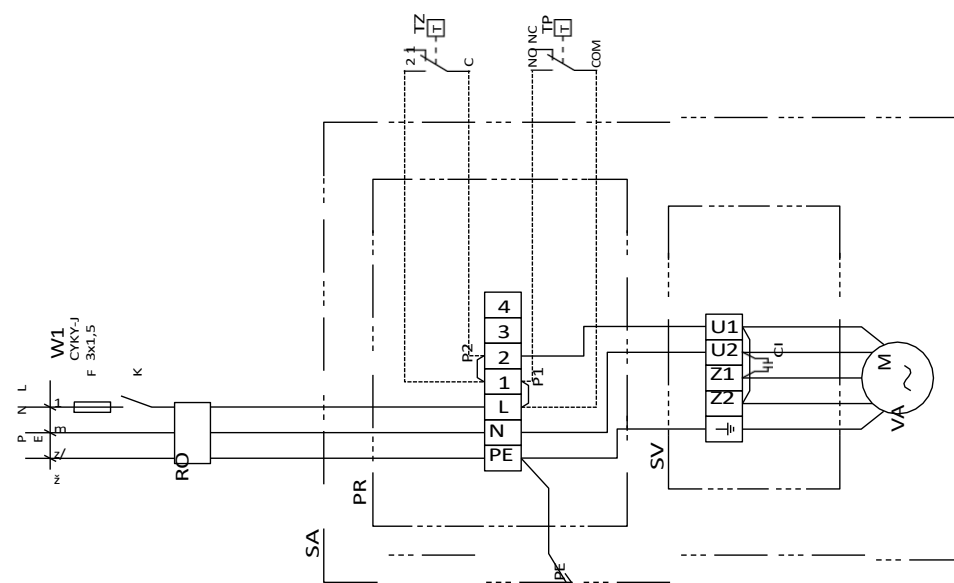 TZ
T
2 1
C
TP
T
NO NC
COM
W1
CYKY-J
3x1,5
F
K
L
N
P
E
1
m
z/
ž
RO
P2
P1
4
3
2
1
L
N
PE
PE
PR
SA
SV
U1
U2
Z1
Z2
CI
M
VA